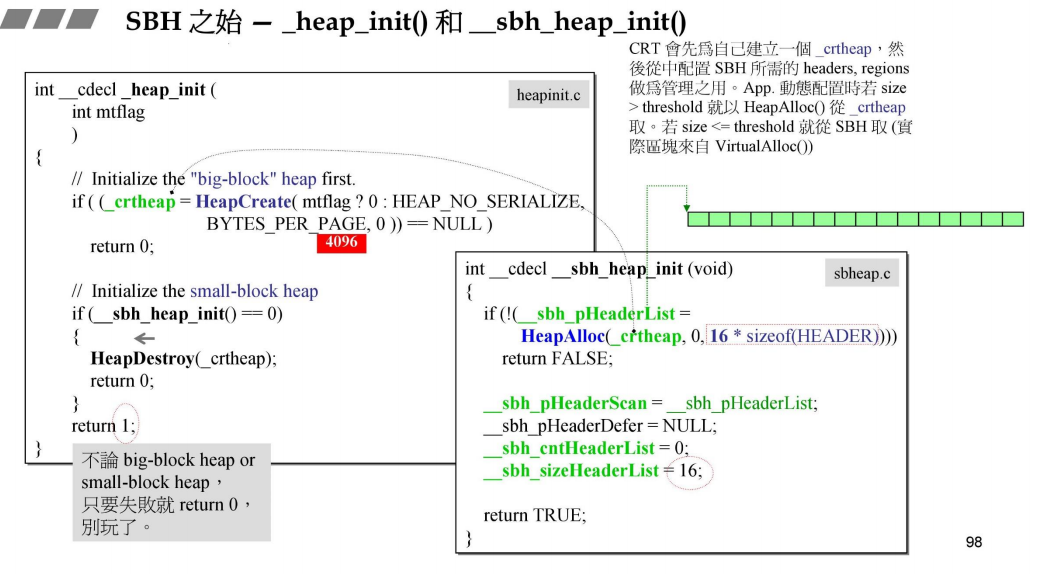 SBH 之始 — _heap_init() 和 __sbh_heap_init()
CRT 會先為自己建立一個 _crtheap，然
後從中配置 SBH 所需的 headers, regions
做為管理之用。App. 動態配置時若 size
> threshold 就以 HeapAlloc() 從 _crtheap
取。若 size <= threshold 就從 SBH 取 (實
際區塊來自 VirtualAlloc())
heapinit.c
int __cdecl _heap_init (
int mtflag
)
{
// Initialize the "big-block" heap first.
if ( (_crtheap = HeapCreate( mtflag ? 0 : HEAP_NO_SERIALIZE,
BYTES_PER_PAGE, 0 )) == NULL )
4096
return 0;
// Initialize the small-block heap
if (__sbh_heap_init() == 0)
{
HeapDestroy(_crtheap);
return 0;
}
return 1;
}
不論 big-block heap or
small-block heap，
只要失敗就 return 0，
別玩了。
sbheap.c
int __cdecl __sbh_heap_init (void)
{
if (!(__sbh_pHeaderList =
HeapAlloc(_crtheap, 0, 16 * sizeof(HEADER))))
return FALSE;
__sbh_pHeaderScan = __sbh_pHeaderList;
__sbh_pHeaderDefer = NULL;
__sbh_cntHeaderList = 0;
__sbh_sizeHeaderList = 16;
return TRUE;
}
98